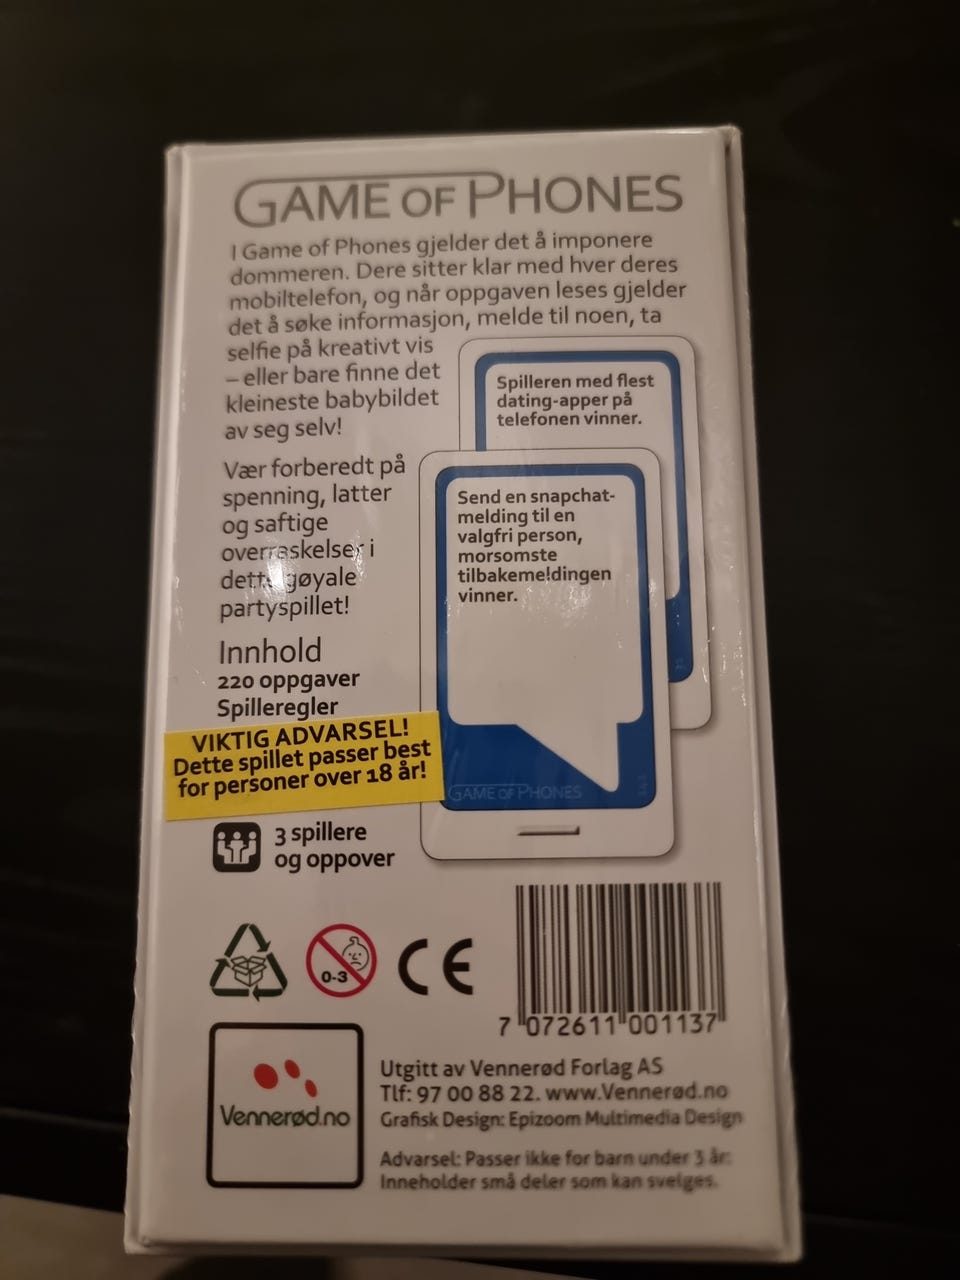 GAME OF PHONES
I Game of Phones gjelder det å imponere
dommeren. Dere sitter klar med hver deres
mobiltelefon, og når oppgaven leses gjelder
det å søke informasjon, melde til noen, ta
selfie på kreativt vis
– eller bare finne det
kleineste babybildet
av seg selv!
Vær forberedt på
spenning, latter
og saftige
overraskelser i
dette gøyale
partyspillet!
Spilleren med flest
dating-apper på
telefonen vinner.
Send en snapchat-
melding til en
valgfri person,
morsomste
tilbakemeldingen
vinner.
GAME OF PHONES
Innhold
220 oppgaver
Spilleregler
VIKTIG ADVARSEL!
Dette spillet passer best
for personer over 18 år!
3 spillere
og oppover
0-3
CE
7 072611 001137
Vennerød.no
Utgitt av Vennerød Forlag AS
Tlf: 97 00 88 22. www.Vennerød.no
Grafisk Design: Epizoom Multimedia Design
Advarsel: Passer ikke for barn under 3 år.
Inneholder små deler som kan svelges.